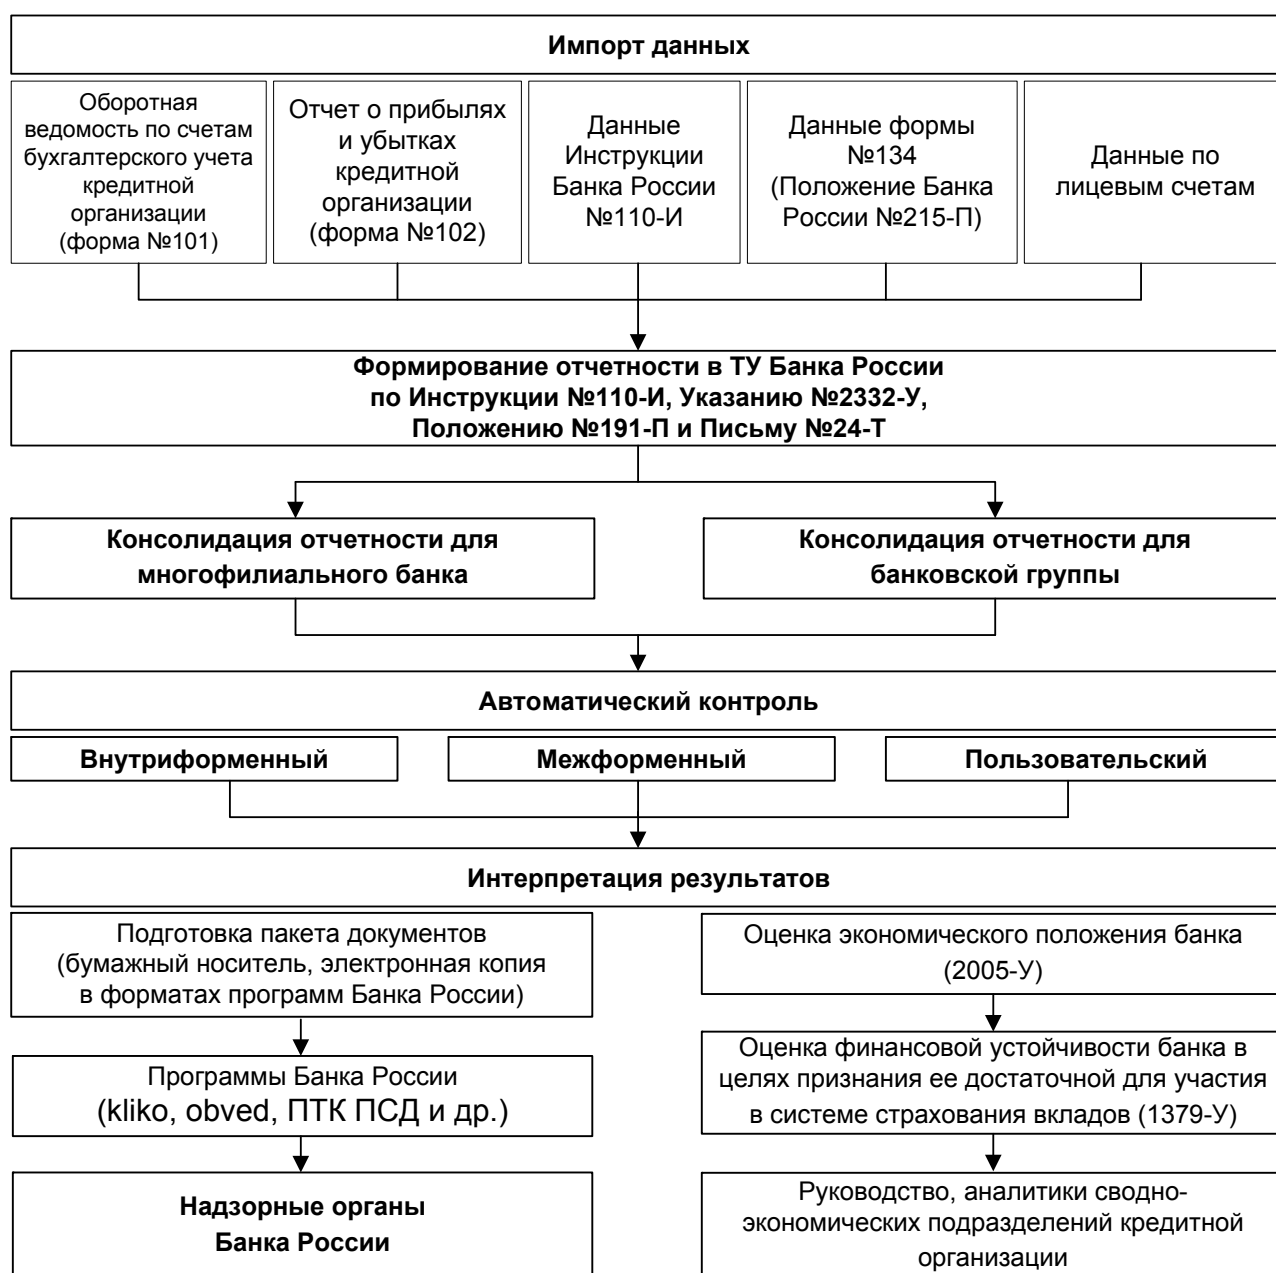 Импорт данных
Оборотная
ведомость по счетам
бухгалтерского учета
кредитной
организации
(форма №101)
Отчет о прибылях
и убытках
кредитной
организации
(форма №102)
Данные
Инструкции
Банка России
№110-И
Данные формы
№134
(Положение Банка
России №215-П)
Данные по
лицевым счетам
Формирование отчетности в ТУ Банка России
по Инструкции №110-И, Указанию №2332-У,
Положению №191-П и Письму №24-Т
Консолидация отчетности для
многофилиального банка
Консолидация отчетности для
банковской группы
Автоматический контроль
Внутриформенный
Межформенный
Пользовательский
Интерпретация результатов
Подготовка пакета документов
(бумажный носитель, электронная копия
в форматах программ Банка России)
Программы Банка России
(kliko, obved, ПТК ПСД и др.)
Надзорные органы
Банка России
Оценка экономического положения банка
(2005-У)
Оценка финансовой устойчивости банка в
целях признания ее достаточной для участия
в системе страхования вкладов (1379-У)
Руководство, аналитики сводно-
экономических подразделений кредитной
организации